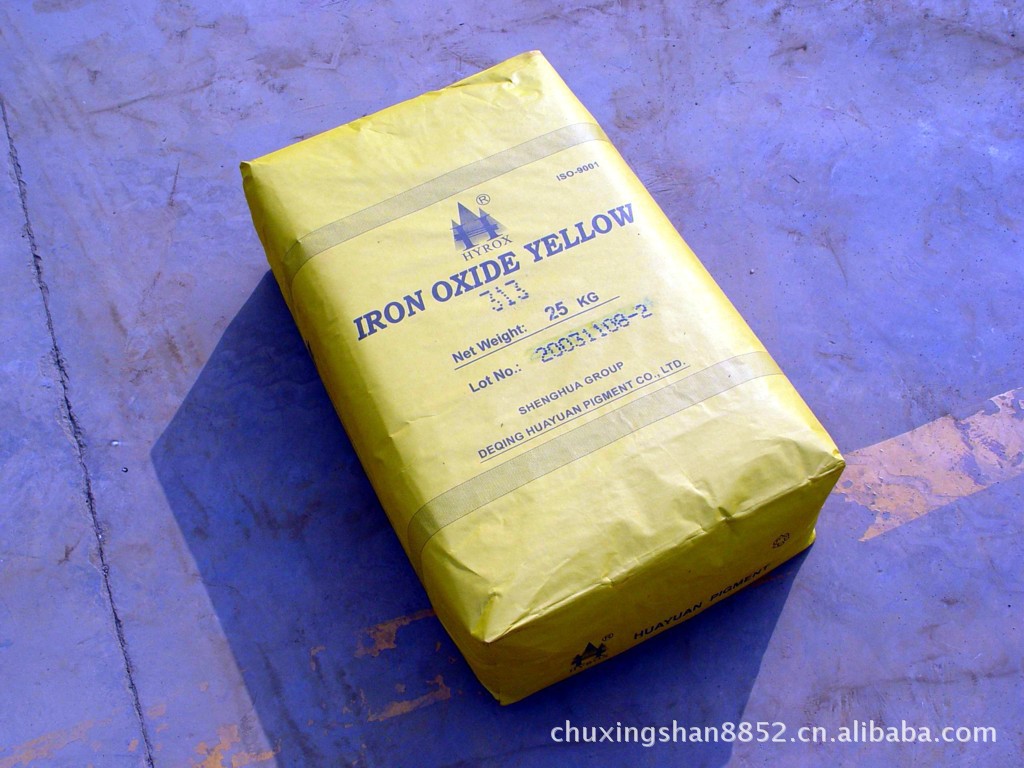 ISO-9001
®
HYROX
IRON OXIDE YELLOW
313
Net Weight: 25 KG
Lot No.: 20031108-2
SHENGHUA GROUP
DEQING HUAYUAN PIGMENT CO., LTD.
HUAYUAN PIGMENT
®
HYROX
chuxingshan8852.cn.alibaba.com